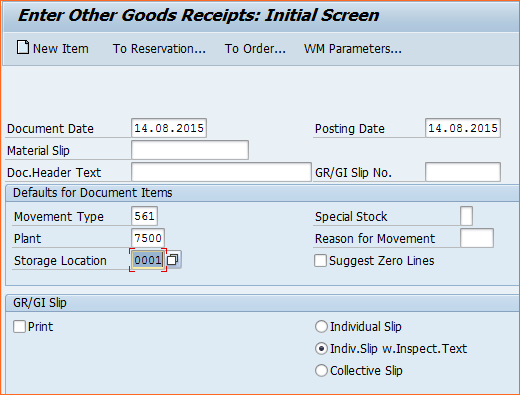 Enter Other Goods Receipts: Initial Screen
New Item To Reservation... To Order... WM Parameters...
Document Date 14.08.2015 Posting Date 14.08.2015
Material Slip
Doc.Header Text GR/GI Slip No.
Defaults for Document Items
Movement Type 561 Special Stock
Plant 7500 Reason for Movement
Storage Location 0001 Suggest Zero Lines
GR/GI Slip
Print Individual Slip
Indiv.Slip w.Inspect.Text
Collective Slip